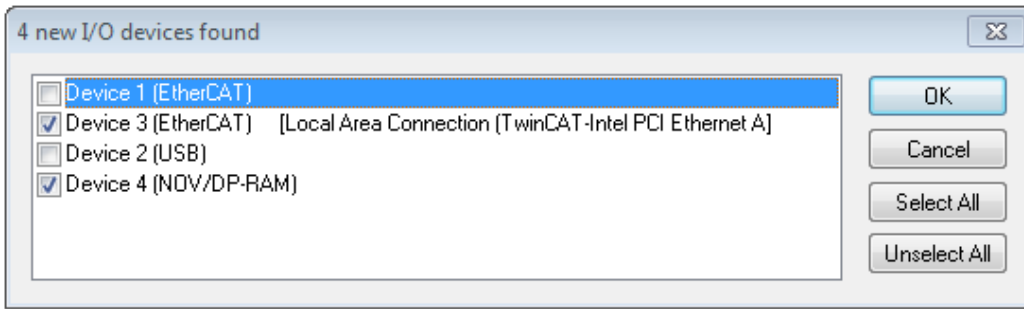 4 new I/O devices found
Device 1 (EtherCAT)
Device 3 (EtherCAT) [Local Area Connection (TwinCAT-Intel PCI Ethernet A]
Device 2 (USB)
Device 4 (NOV/DP-RAM)
OK
Cancel
Select All
Unselect All